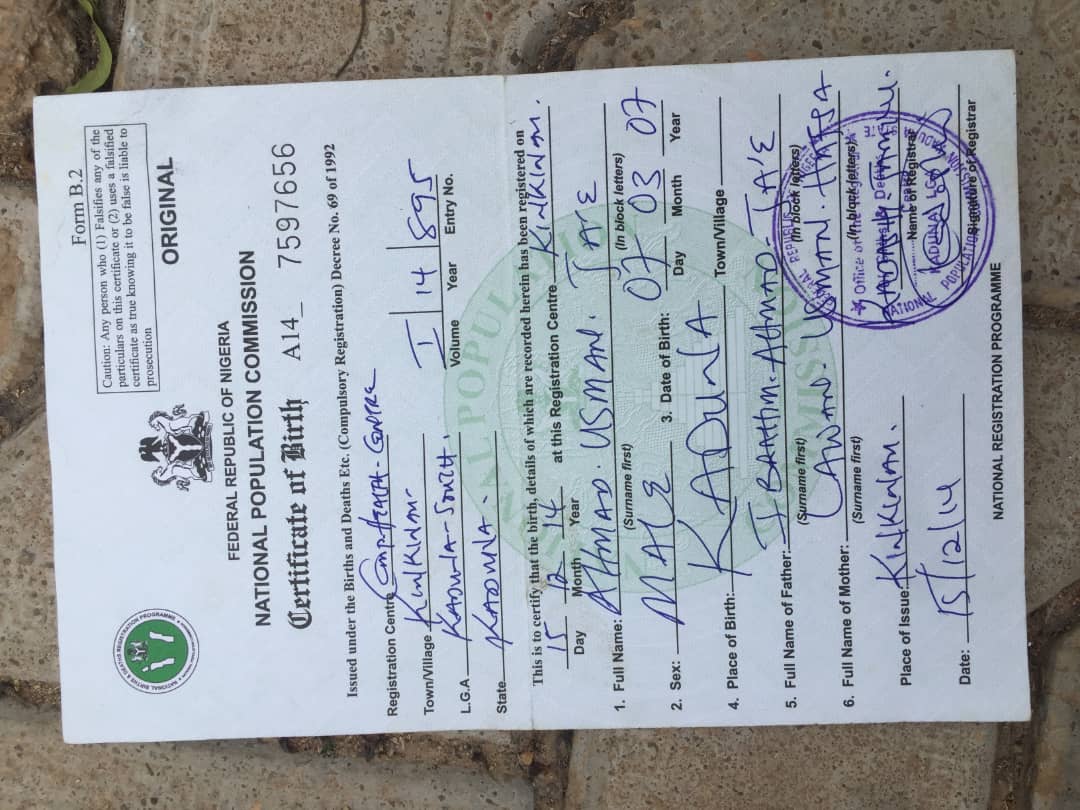 Form B.2
Caution: Any person who (1) Falsifies any of the
particulars on this certificate or (2) uses a falsified
certificate as true knowing it to be false is liable to
prosecution
ORIGINAL
NATIONAL BIRTHS & DEATHS REGISTRATION PROGRAMME
FEDERAL REPUBLIC OF NIGERIA
NATIONAL POPULATION COMMISSION
Certificate of Birth A14_ 7597656
Issued under the Births and Deaths Etc. (Compulsory Registration) Decree No. 69 of 1992
Registration Centre HEALTH-CENTRE
Town/Village Kinkinau. I 14 895
L.G.A KADUNA-SOUTH. Volume Year Entry No.
State KADUNA.
This is to certify that the birth, details of which are recorded herein has been registered on
15 12 14 at this Registration Centre KINKINAU.
Day Month Year
1. Full Name: AHMAD. USMAN. JA'E
(Surname first) (In block letters)
2. Sex: MALE 3. Date of Birth: 07 03 07
Day Month Year
4. Place of Birth: KADUNA Town/Village
5. Full Name of Father: IBRAHIM. AHMAD-JA'E
(Surname first) (In block letters)
6. Full Name of Mother: LAWAL. USMAN.
(Surname first) (In block letters)
Place of Issue: Kinkinau.
Name of Registrar
Date: 15/12/14
Signature of Registrar
NATIONAL REGISTRATION PROGRAMME